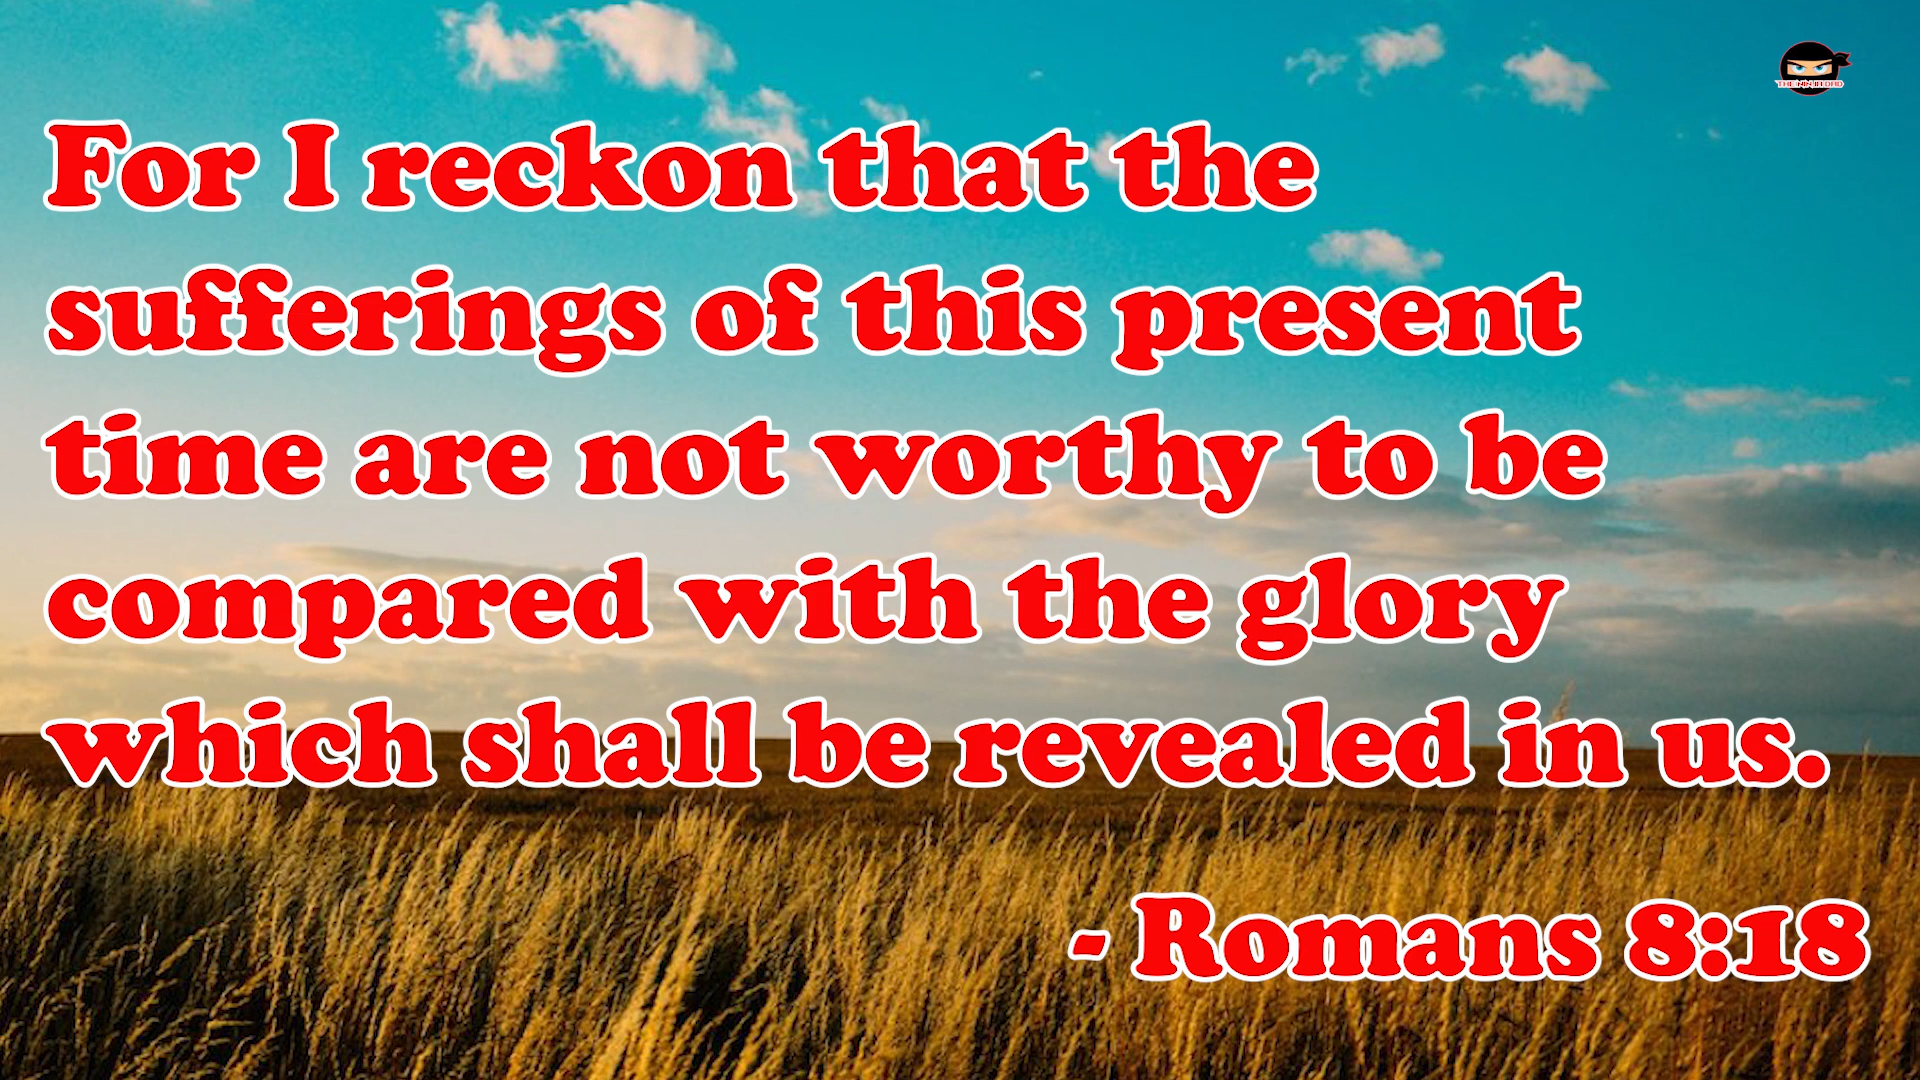 For I reckon that the
sufferings of this present
time are not worthy to be
compared with the glory
which shall be revealed in us.
- Romans 8:18